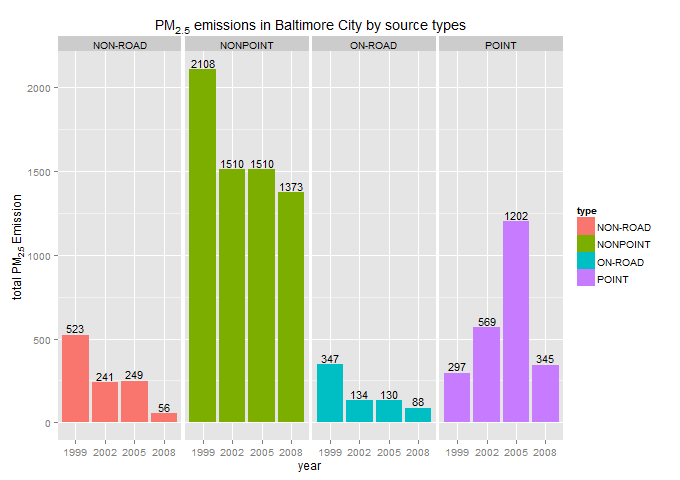 PM2.5 emissions in Baltimore City by source types
NON-ROAD NONPOINT ON-ROAD POINT
total PM2.5 Emission
2000
1500
1000
500
0
523 241 249 56
2108 1510 1510 1373
347 134 130 88
297 569 1202 345
1999 2002 2005 2008 1999 2002 2005 2008 1999 2002 2005 2008 1999 2002 2005 2008
year
type
NON-ROAD
NONPOINT
ON-ROAD
POINT